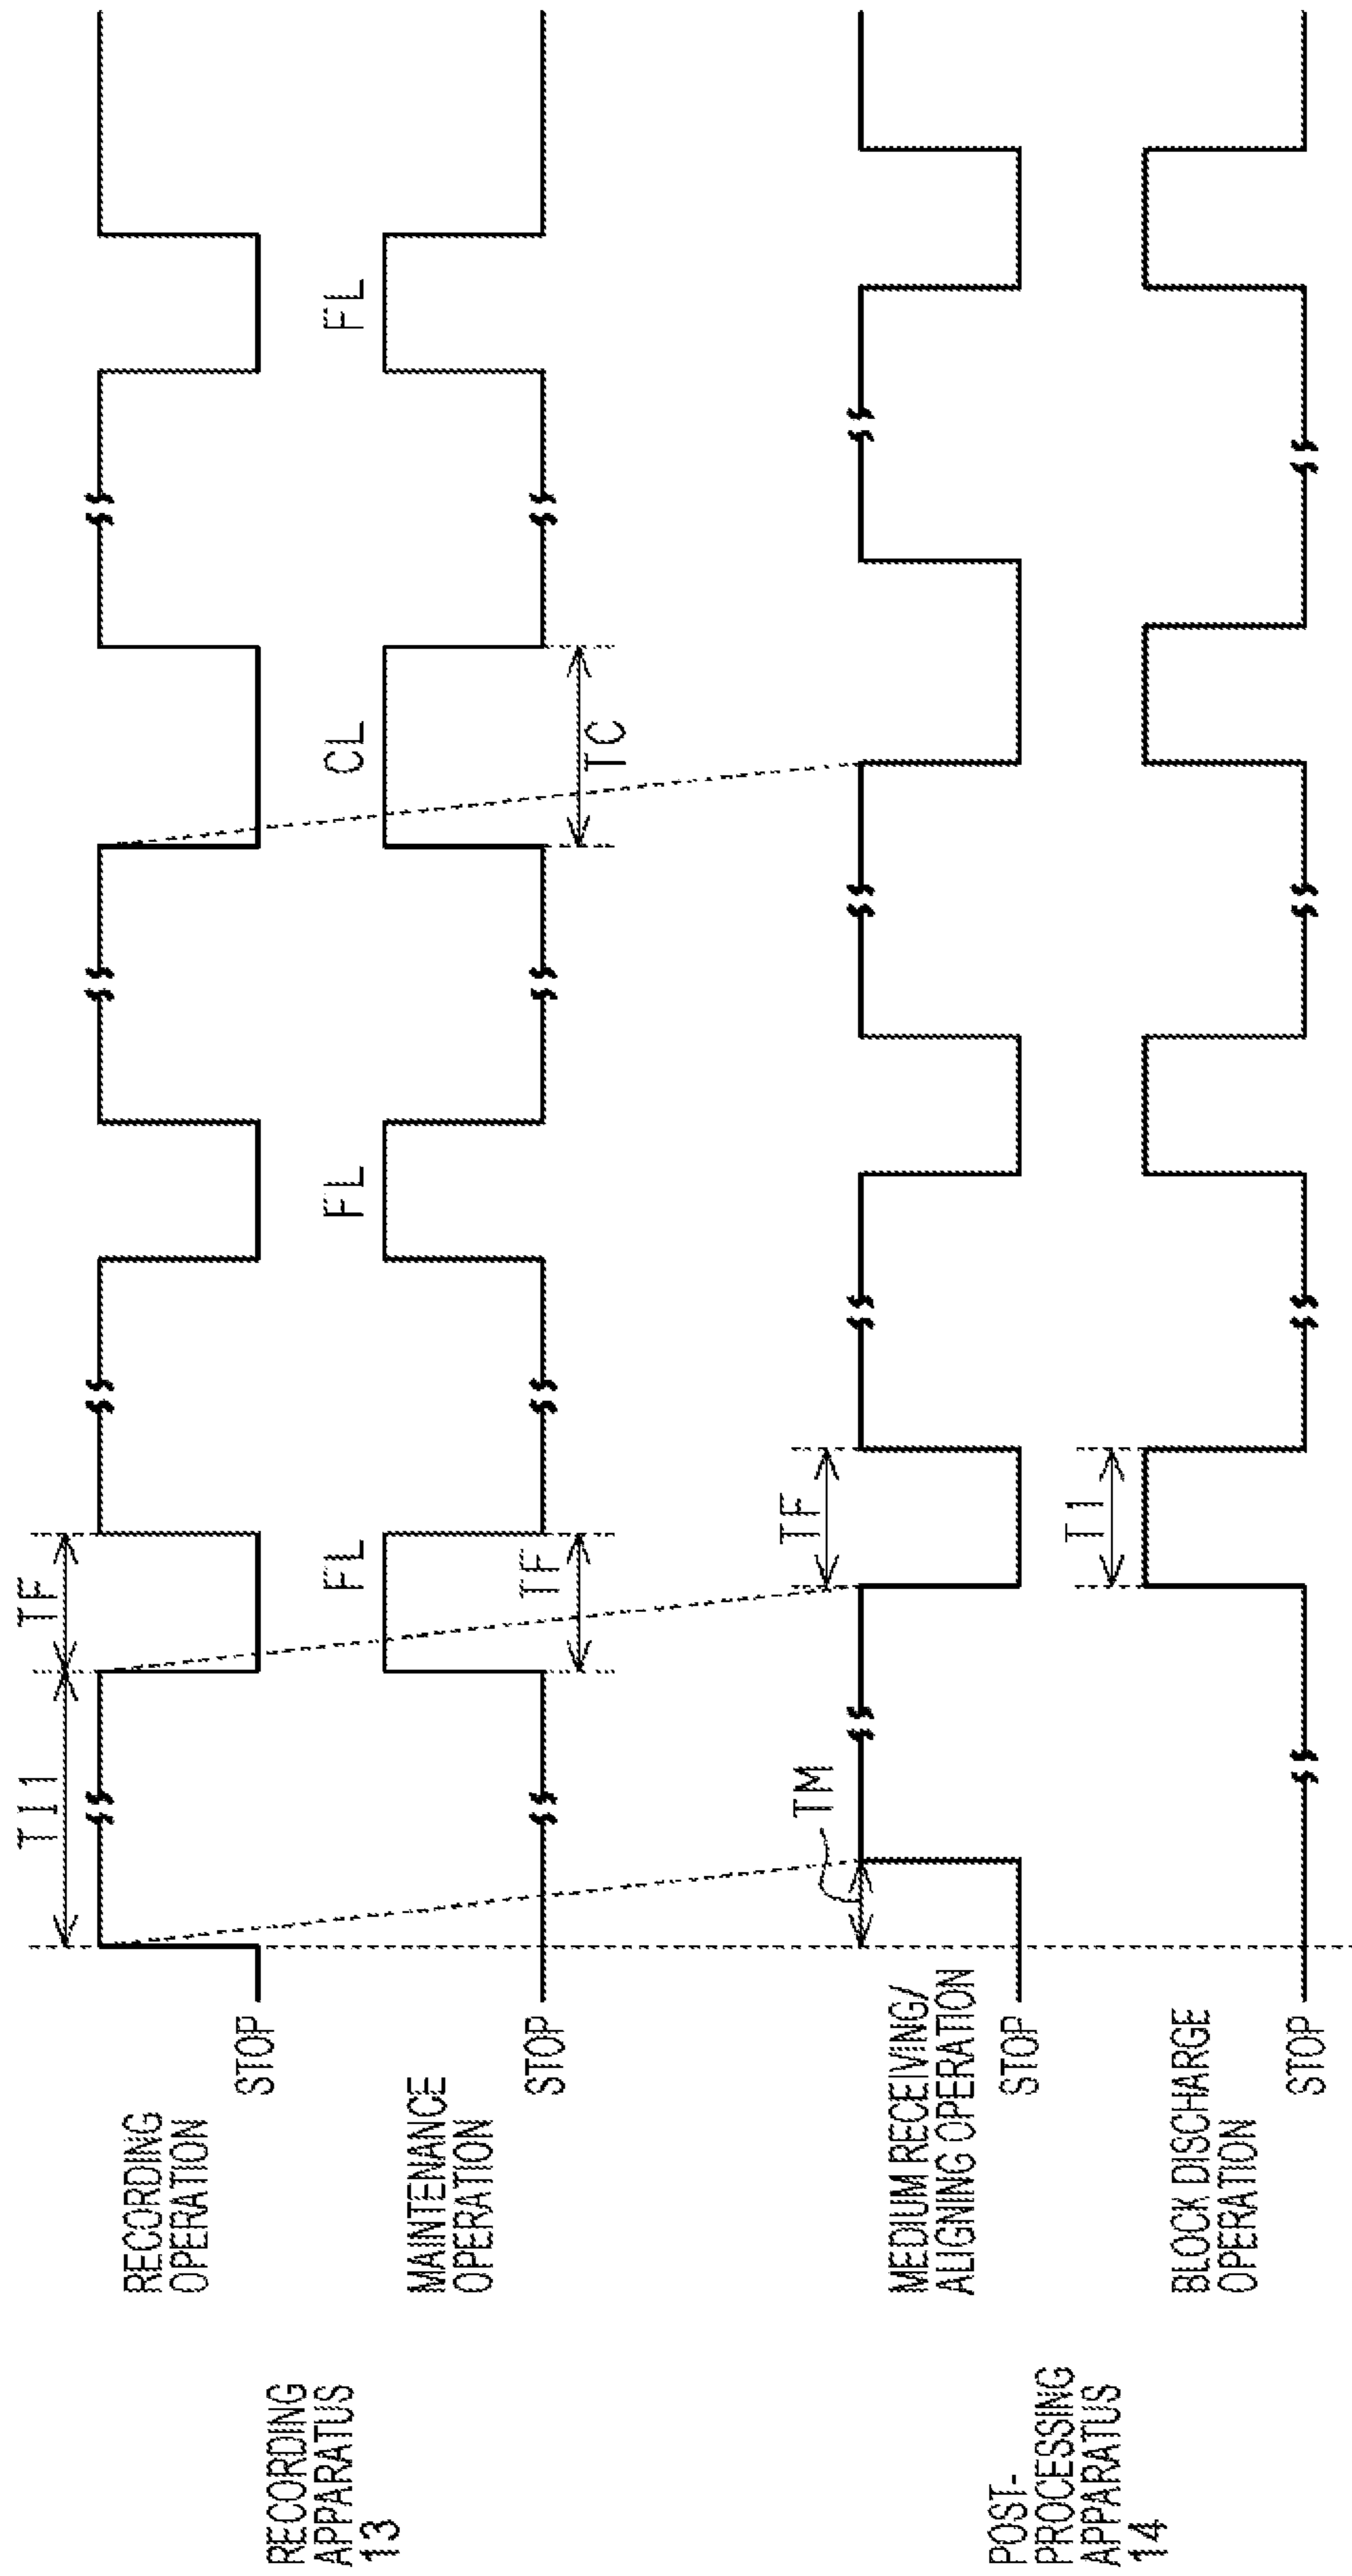 RECORDING
APPARATUS
13
RECORDING
OPERATION
STOP
TI1
TF
MAINTENANCE
OPERATION
STOP
FL
TF
FL
CL
TC
FL
POST-
PROCESSING
APPARATUS
14
MEDIUM RECEIVING/
ALIGNING OPERATION
STOP
TM
TF
BLOCK DISCHARGE
OPERATION
STOP
T1